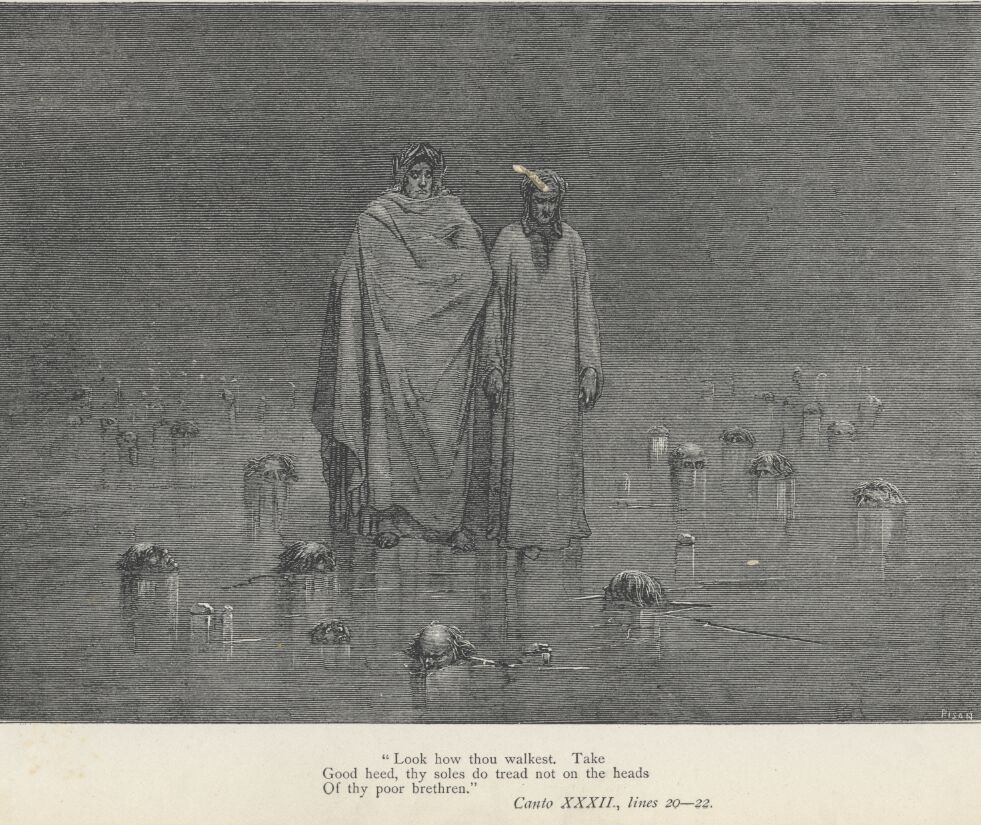 PISAN
“ Look how thou walkest. Take
Good heed, thy soles do tread not on the heads
Of thy poor brethren.”
Canto XXXII., lines 20—22.